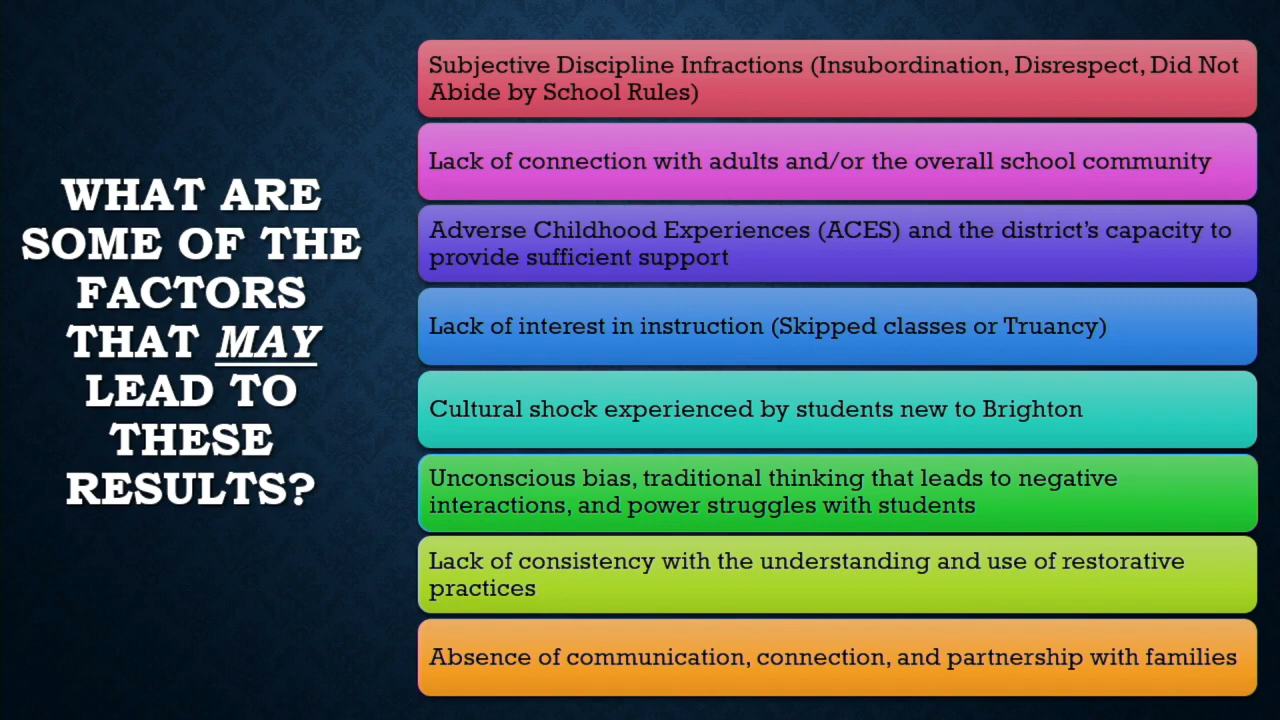 WHAT ARE
SOME OF THE
FACTORS
THAT MAY
LEAD TO
THESE
RESULTS?
Subjective Discipline Infractions (Insubordination, Disrespect, Did Not
Abide by School Rules)
Lack of connection with adults and/or the overall school community
Adverse Childhood Experiences (ACES) and the district's capacity to
provide sufficient support
Lack of interest in instruction (Skipped classes or Truancy)
Cultural shock experienced by students new to Brighton
Unconscious bias, traditional thinking that leads to negative
interactions, and power struggles with students
Lack of consistency with the understanding and use of restorative
practices
Absence of communication, connection, and partnership with families